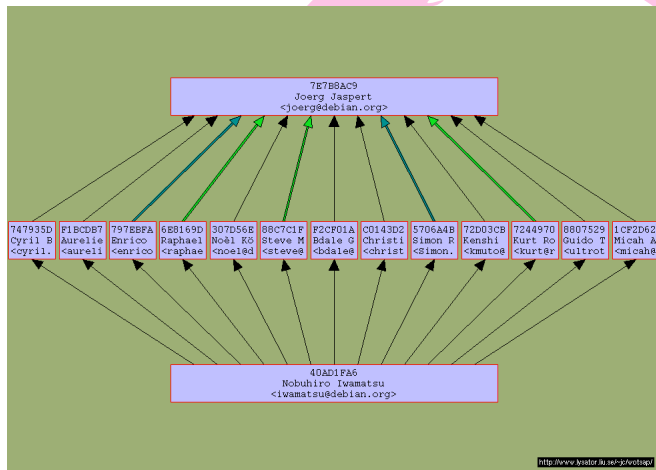 7E7B8AC9
Joerg Jaspert
<joerg@debian.org>
747935D F1BCDB7 797EBFA 6E8169D 307D56E 88C7C1F F2CF01A C0143D2 5706A4B 72D03CB 7244970 8807529 1CF2D62
Cyril B Aurelie Enrico Raphael Noèl Kö Steve M Bdale G Christi Simon R Kenshi Kurt Ro Guido T Micah A
<cyril. <aureli <enrico <raphae <noel@d <steve@ <bdale@ <christ <Simon. <kmuto@ <kurt@r <ultrot <micah@
40AD1FA6
Nobuhiro Iwamatsu
<iwamatsu@debian.org>
http://www.lysator.liu.se/~jc/wotsap/